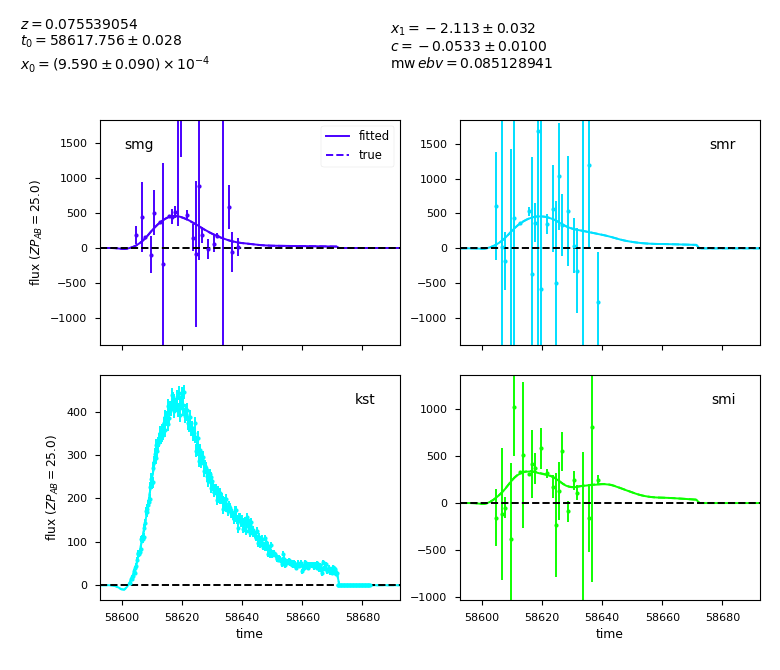 z = 0.075539054
t₀ = 58617.756 ± 0.028
x₀ = (9.590 ± 0.090) × 10⁻⁴
x₁ = −2.113 ± 0.032
c = −0.0533 ± 0.0100
mw ebv = 0.085128941
smg
fitted
true
1500
1000
500
0
−500
−1000
flux (ZP_AB = 25.0)
smr
1500
1000
500
0
−500
−1000
kst
400
300
200
100
0
flux (ZP_AB = 25.0)
58600 58620 58640 58660 58680
time
smi
1000
500
0
−500
−1000
58600 58620 58640 58660 58680
time